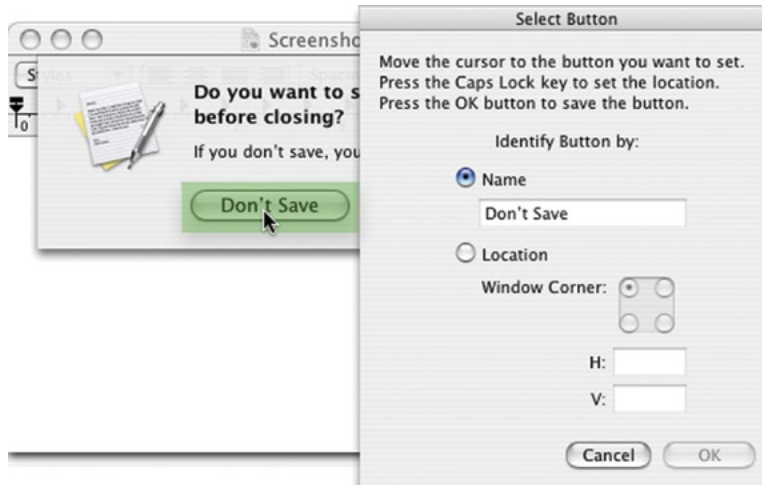 Screensho
Do you want to s
before closing?
If you don't save, you
Don't Save
Select Button
Move the cursor to the button you want to set.
Press the Caps Lock key to set the location.
Press the OK button to save the button.
Identify Button by:
Name
Don't Save
Location
Window Corner:
H:
V:
Cancel
OK